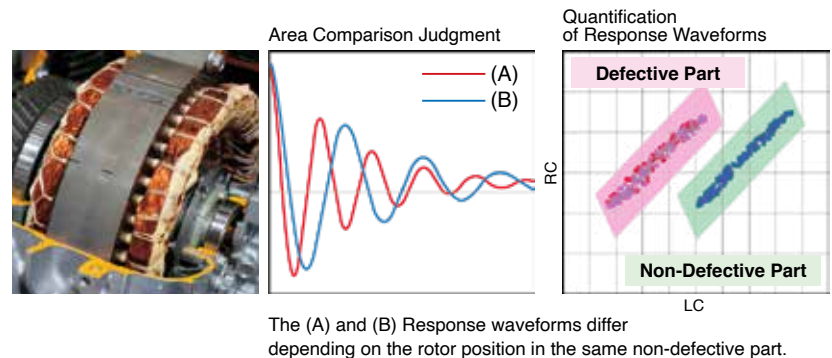 Area Comparison Judgment
(A)
(B)
Quantification
of Response Waveforms
Defective Part
RC
Non-Defective Part
LC
The (A) and (B) Response waveforms differ
depending on the rotor position in the same non-defective part.